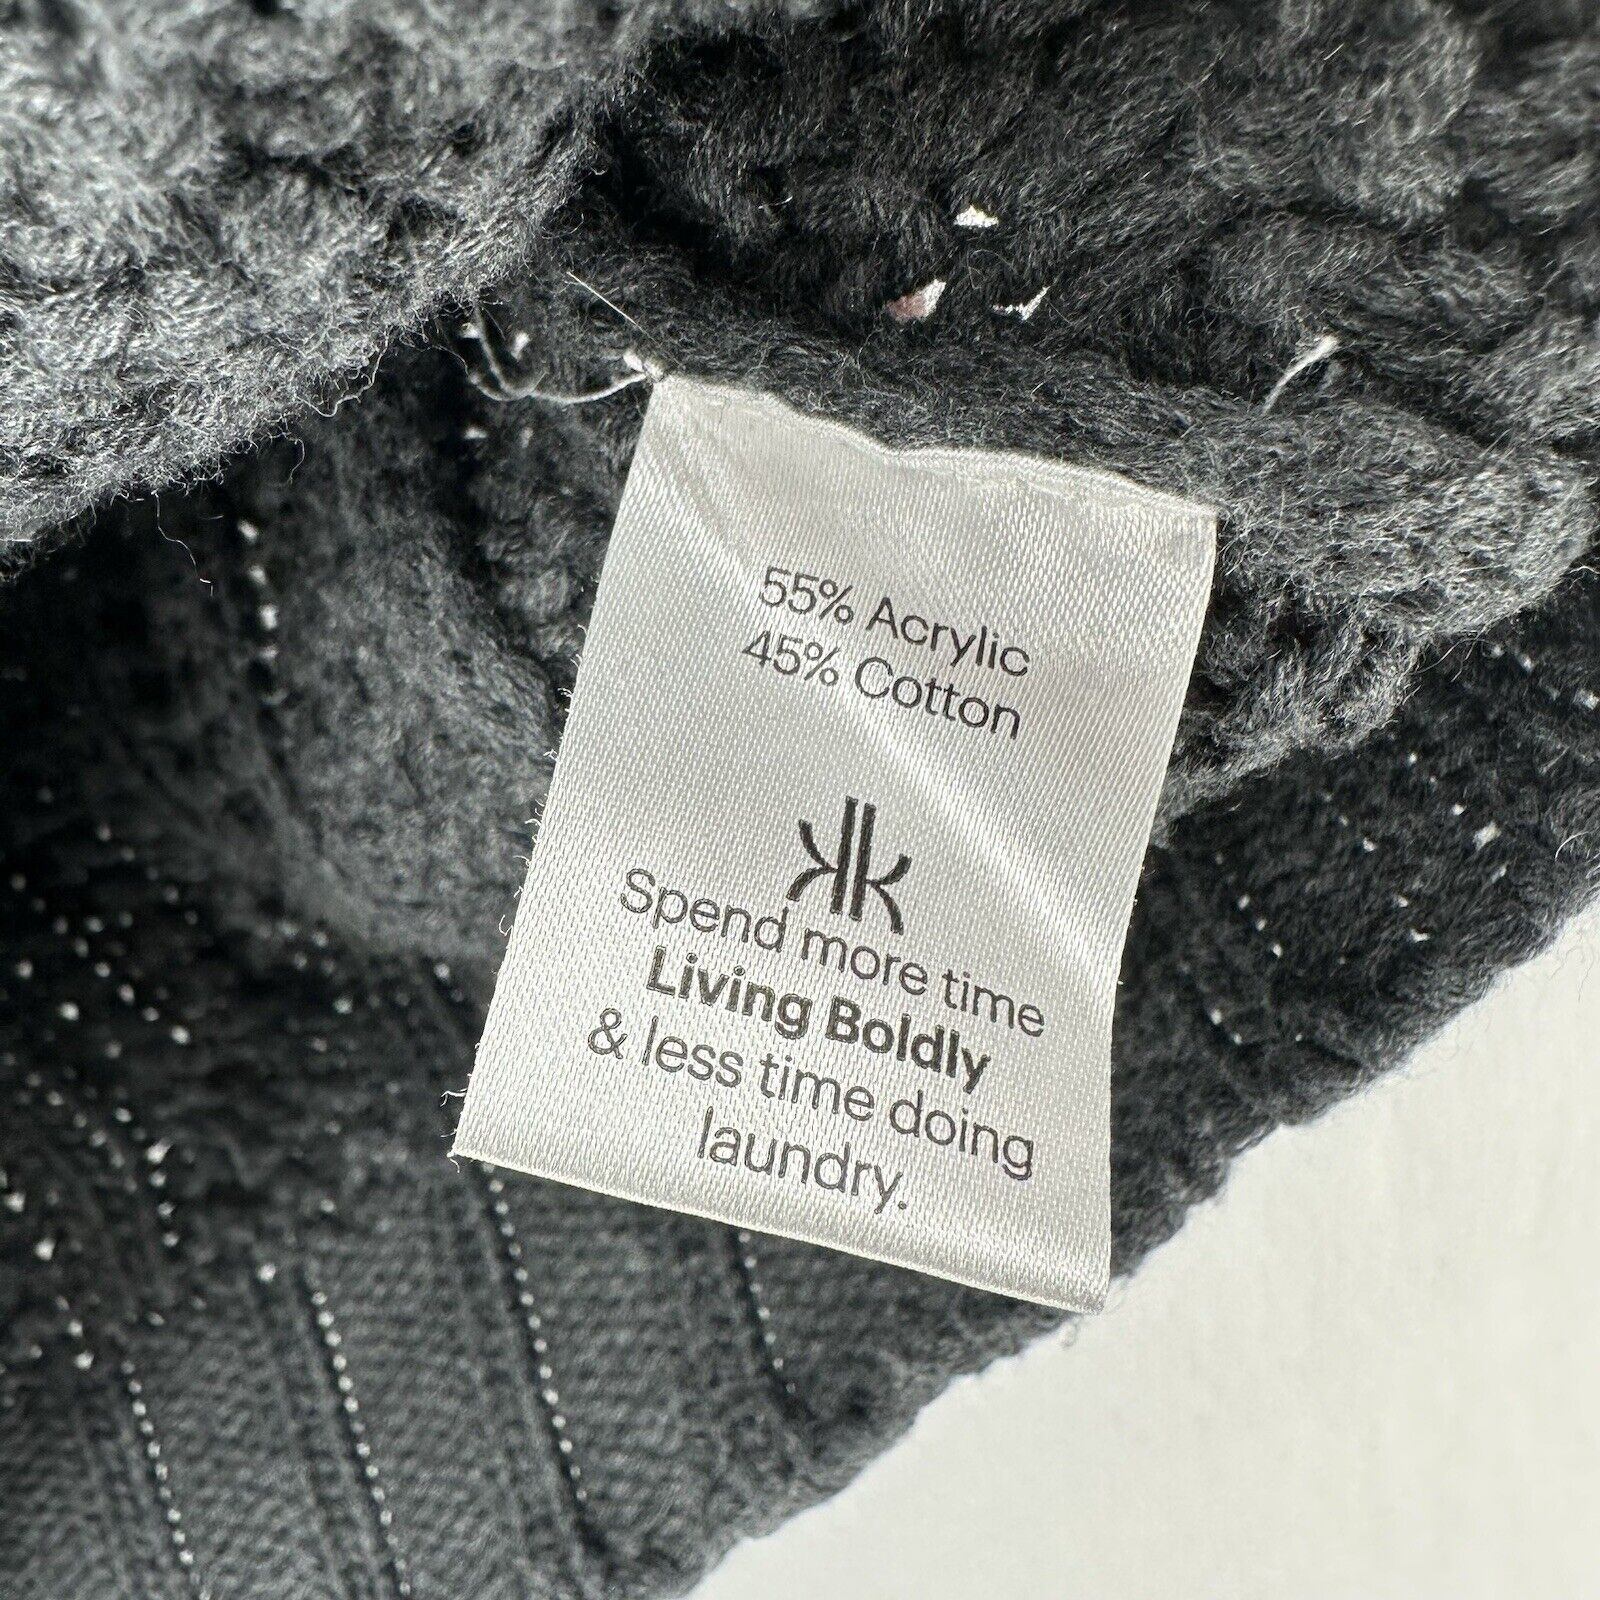 55% Acrylic
45% Cotton
Spend more time
Living Boldly
& less time doing
laundry.